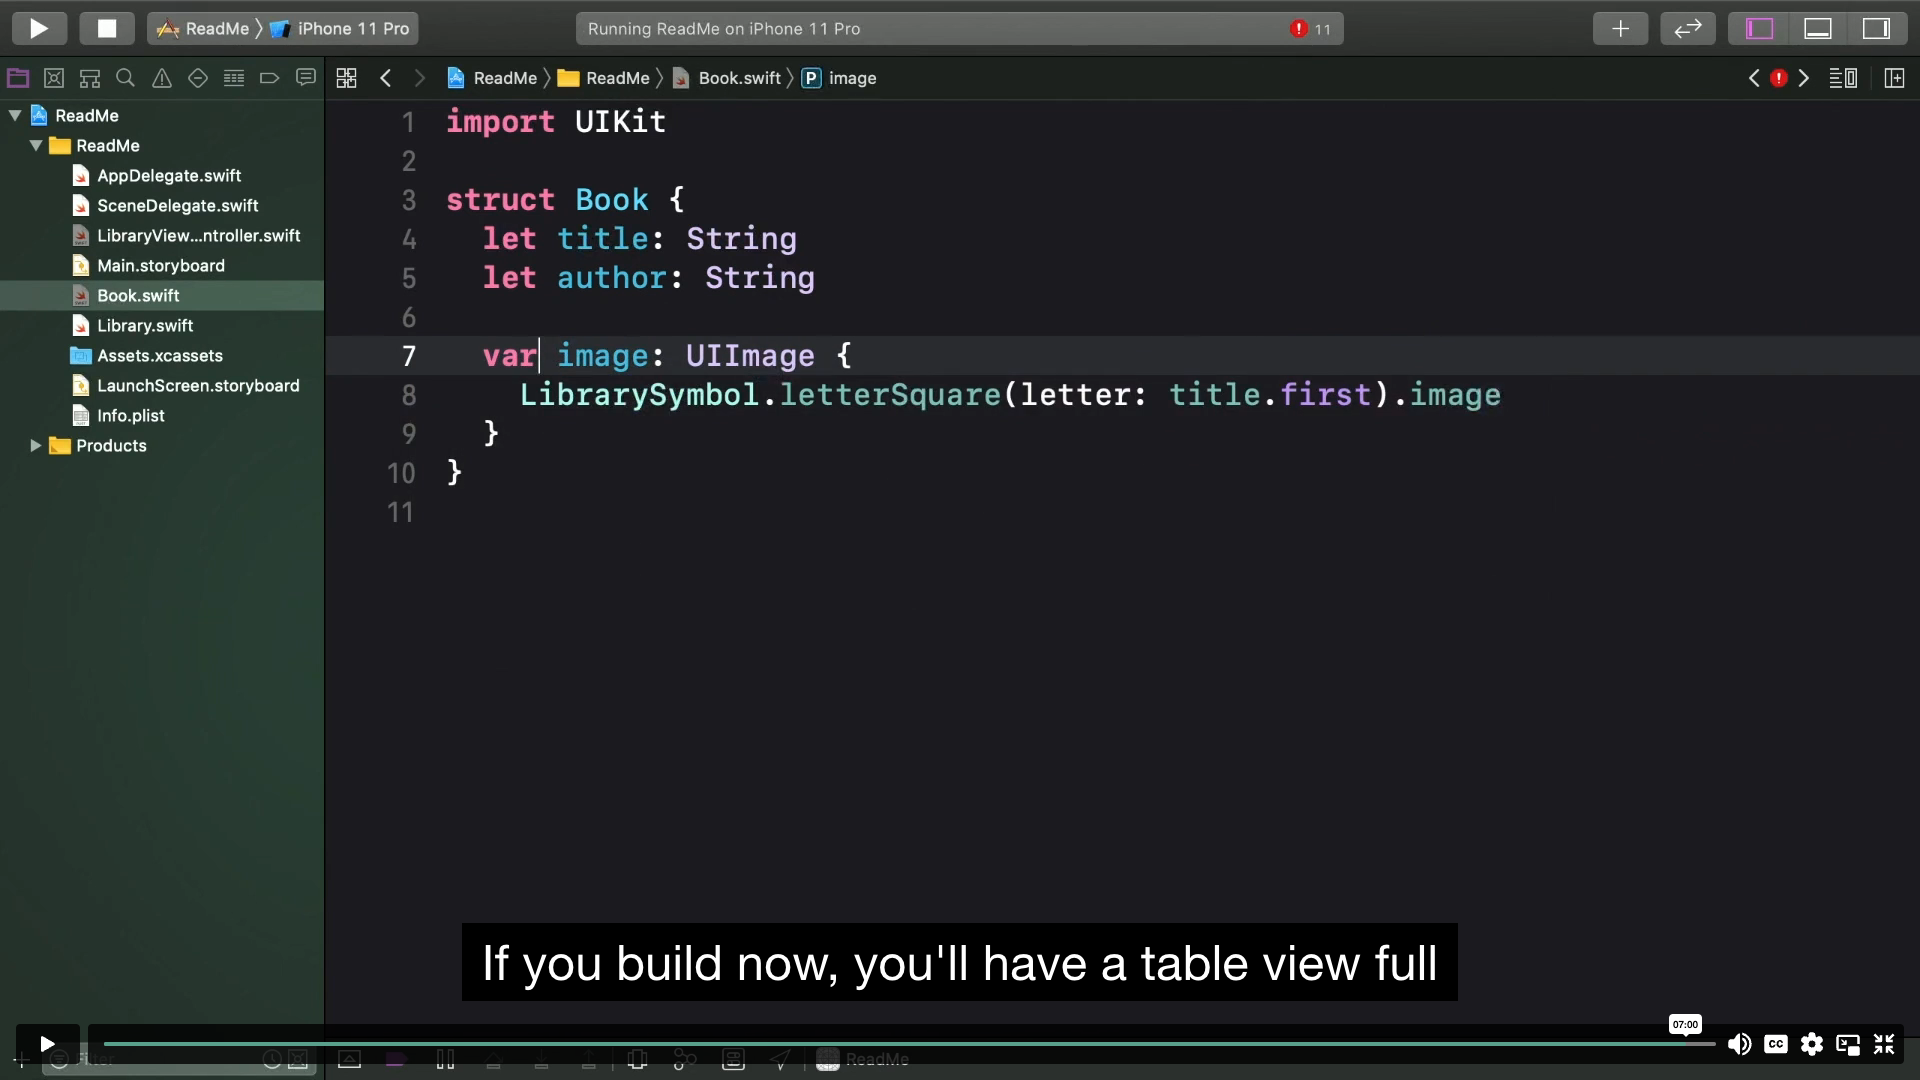 ReadMe 〉 iPhone 11 Pro
Running ReadMe on iPhone 11 Pro
11
ReadMe 〉 ReadMe 〉 Book.swift 〉 P image
ReadMe
ReadMe
AppDelegate.swift
SceneDelegate.swift
LibraryView...ntroller.swift
Main.storyboard
Book.swift
Library.swift
Assets.xcassets
LaunchScreen.storyboard
Info.plist
Products
1 import UIKit
2
3 struct Book {
4 let title: String
5 let author: String
6
7 var image: UIImage {
8 LibrarySymbol.letterSquare(letter: title.first).image
9 }
10 }
11
If you build now, you'll have a table view full
07:00
CC
Filter
ReadMe